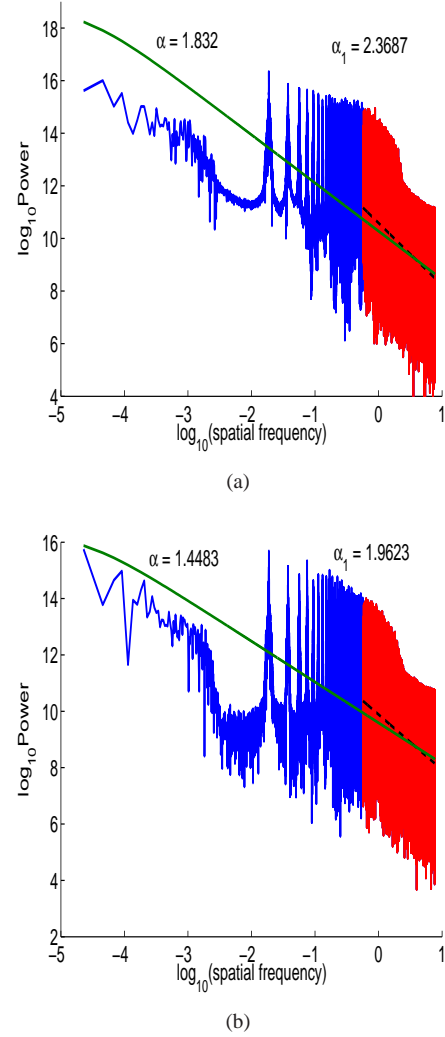 18
16
14
12
10
8
6
4
log₁₀Power
α = 1.832
α₁ = 2.3687
−5 −4 −3 −2 −1 0 1
log₁₀(spatial frequency)
(a)
16
14
12
10
8
6
4
2
log₁₀Power
α = 1.4483
α₁ = 1.9623
−5 −4 −3 −2 −1 0 1
log₁₀(spatial frequency)
(b)